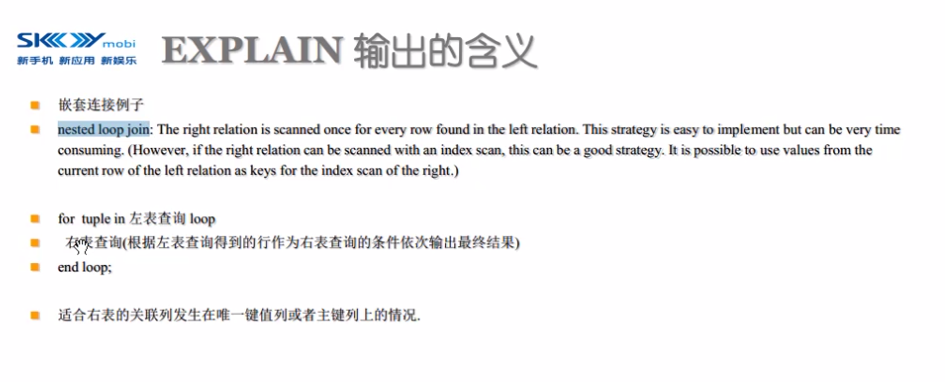 SKYmobi
新手机 新应用 新娱乐
EXPLAIN 输出的含义
嵌套连接例子
nested loop join: The right relation is scanned once for every row found in the left relation. This strategy is easy to implement but can be very time
consuming. (However, if the right relation can be scanned with an index scan, this can be a good strategy. It is possible to use values from the
current row of the left relation as keys for the index scan of the right.)
for tuple in 左表查询 loop
右表查询(根据左表查询得到的行作为右表查询的条件依次输出最终结果)
end loop;
适合右表的关联列发生在唯一键值列或者主键列上的情况.